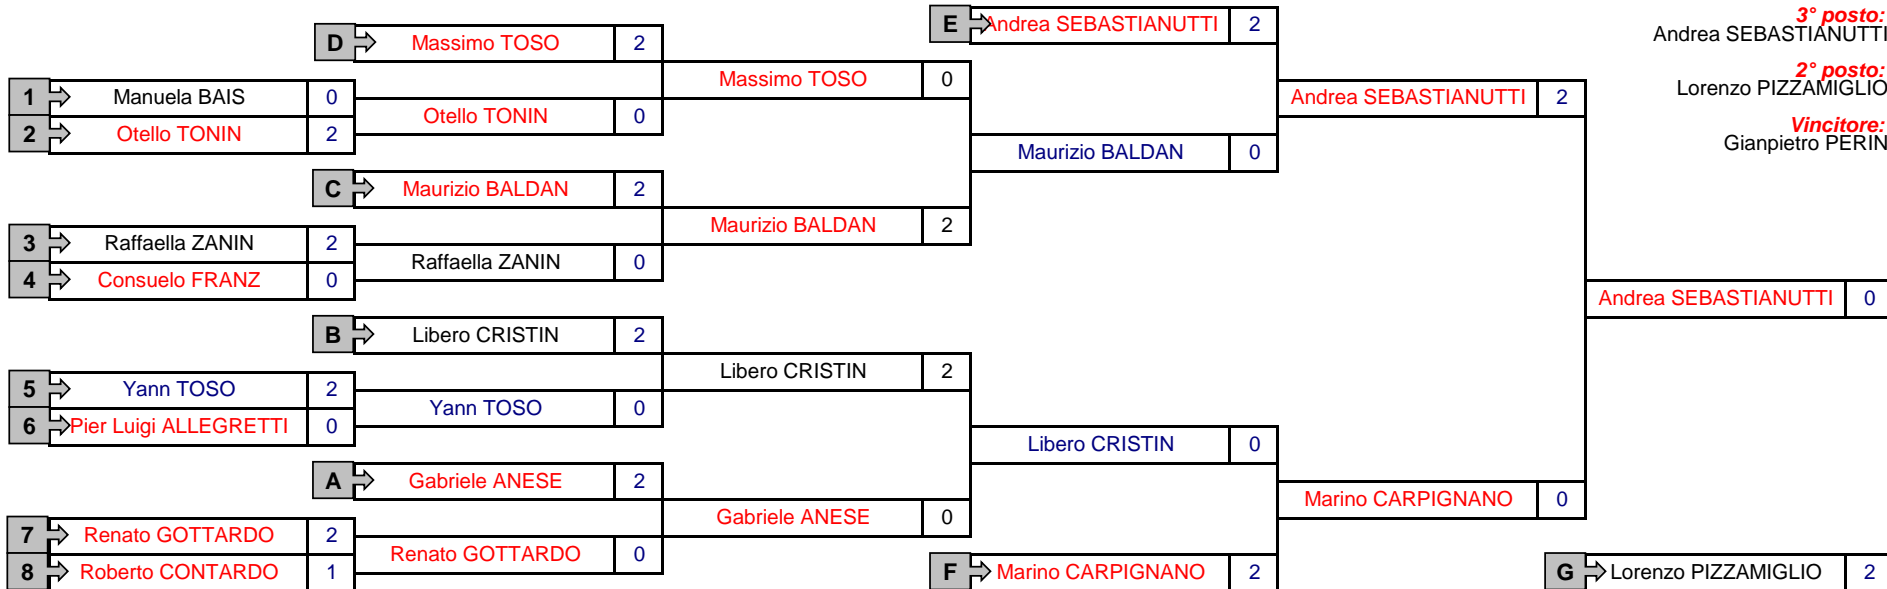 E Andrea SEBASTIANUTTI 2
3° posto:
Andrea SEBASTIANUTTI
D Massimo TOSO 2
Massimo TOSO 0
2° posto:
Lorenzo PIZZAMIGLIO
1 Manuela BAIS 0
Andrea SEBASTIANUTTI 2
Otello TONIN 0
2 Otello TONIN 2
Vincitore:
Gianpietro PERIN
Maurizio BALDAN 0
C Maurizio BALDAN 2
Maurizio BALDAN 2
3 Raffaella ZANIN 2
Raffaella ZANIN 0
4 Consuelo FRANZ 0
Andrea SEBASTIANUTTI 0
B Libero CRISTIN 2
Libero CRISTIN 2
5 Yann TOSO 2
Yann TOSO 0
6 Pier Luigi ALLEGRETTI 0
Libero CRISTIN 0
A Gabriele ANESE 2
Marino CARPIGNANO 0
Gabriele ANESE 0
7 Renato GOTTARDO 2
Renato GOTTARDO 0
8 Roberto CONTARDO 1
F Marino CARPIGNANO 2
G Lorenzo PIZZAMIGLIO 2